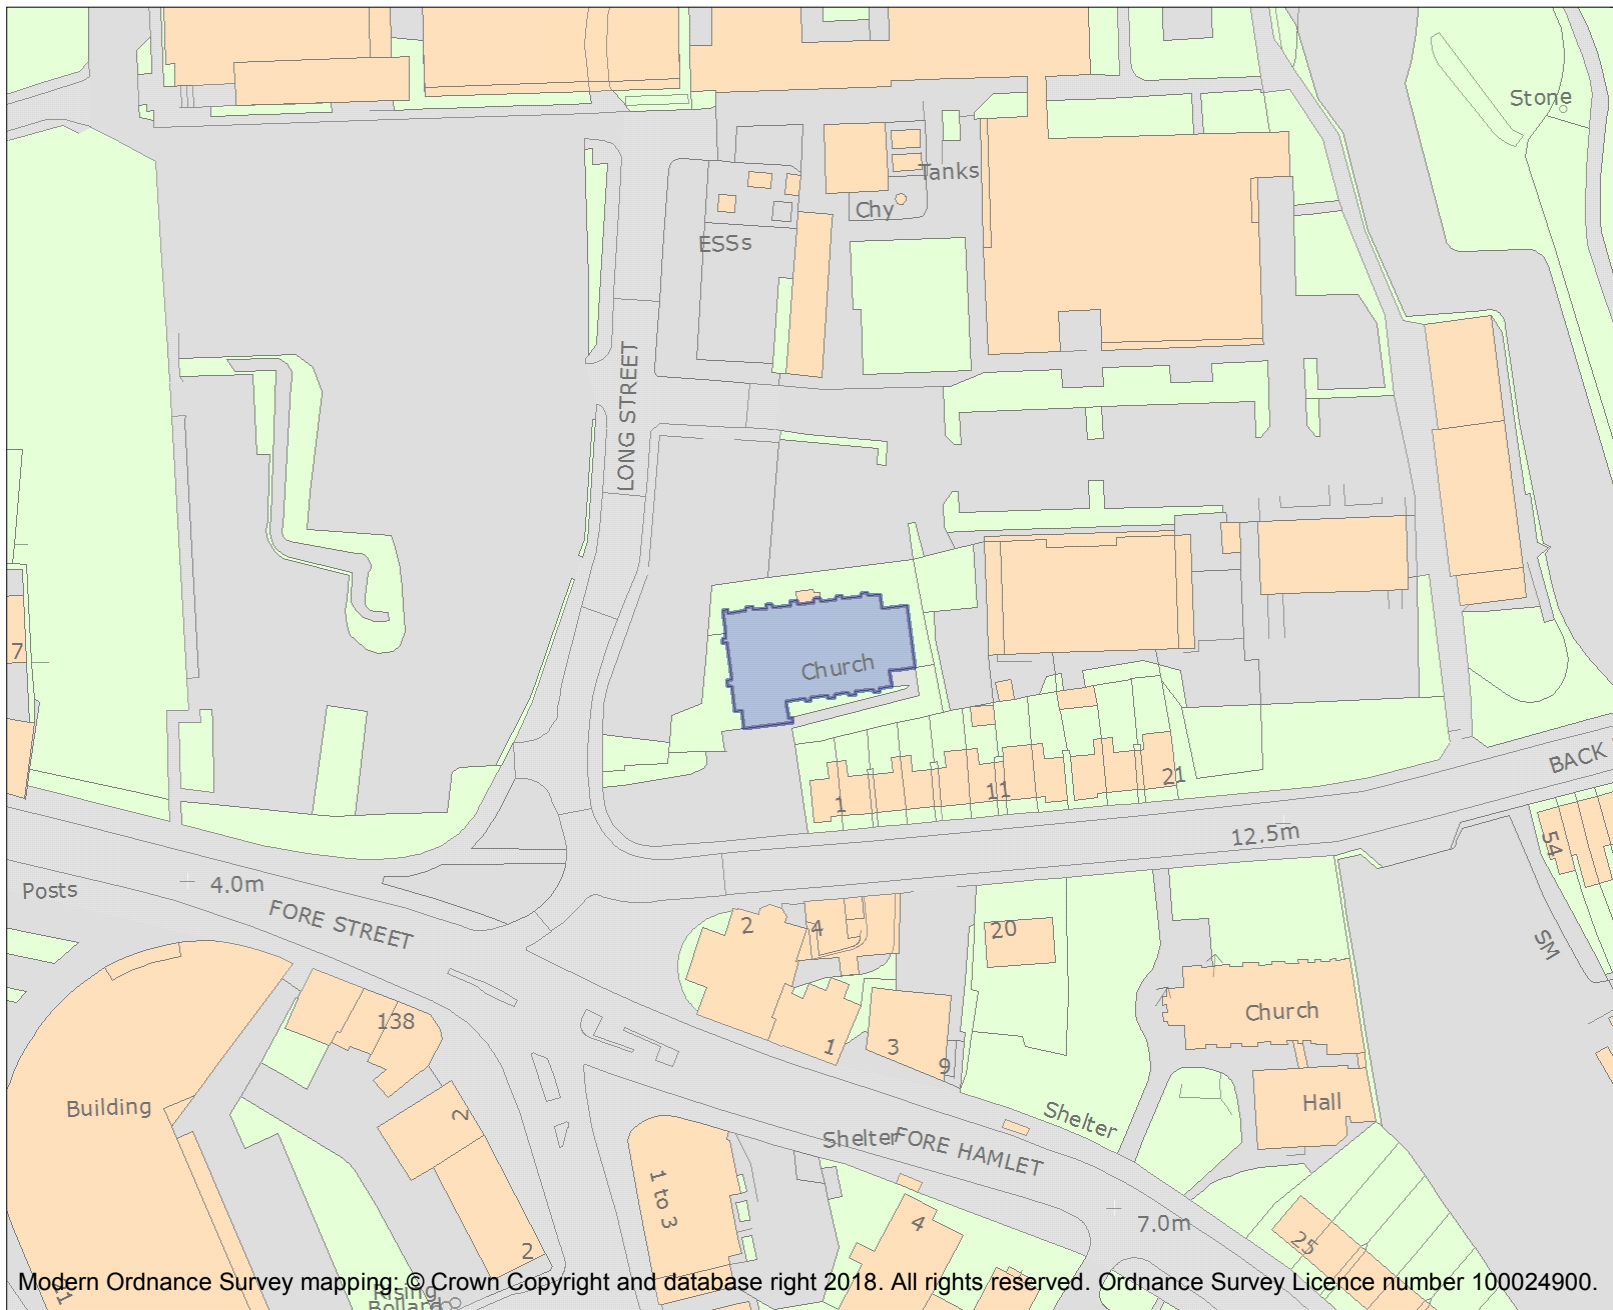 Stone
Tanks
Chy
ESSs
LONG STREET
7
Church
1
11
21
BACK
12.5m
54
Posts
4.0m
FORE STREET
2
4
20
SM
138
Church
1
3
9
Building
2
Hall
Shelter
Shelter
FORE HAMLET
1 to 3
4
7.0m
25
2
Modern Ordnance Survey mapping: © Crown Copyright and database right 2018. All rights reserved. Ordnance Survey Licence number 100024900.
Rising